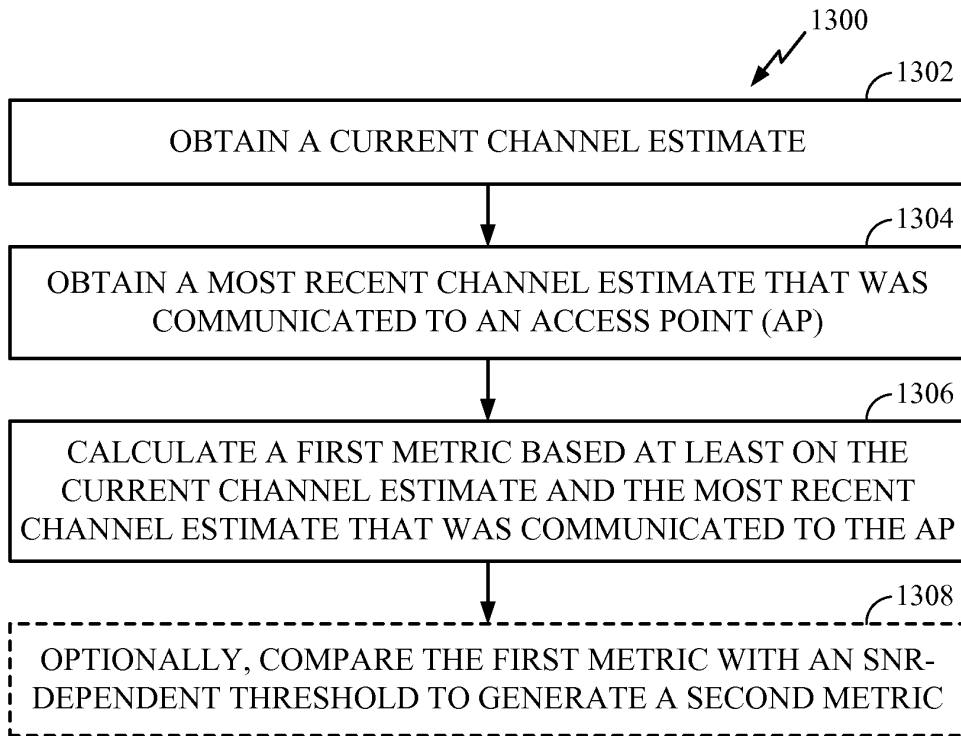 1300
1302
OBTAIN A CURRENT CHANNEL ESTIMATE
1304
OBTAIN A MOST RECENT CHANNEL ESTIMATE THAT WAS
COMMUNICATED TO AN ACCESS POINT (AP)
1306
CALCULATE A FIRST METRIC BASED AT LEAST ON THE
CURRENT CHANNEL ESTIMATE AND THE MOST RECENT
CHANNEL ESTIMATE THAT WAS COMMUNICATED TO THE AP
1308
OPTIONALLY, COMPARE THE FIRST METRIC WITH AN SNR-
DEPENDENT THRESHOLD TO GENERATE A SECOND METRIC